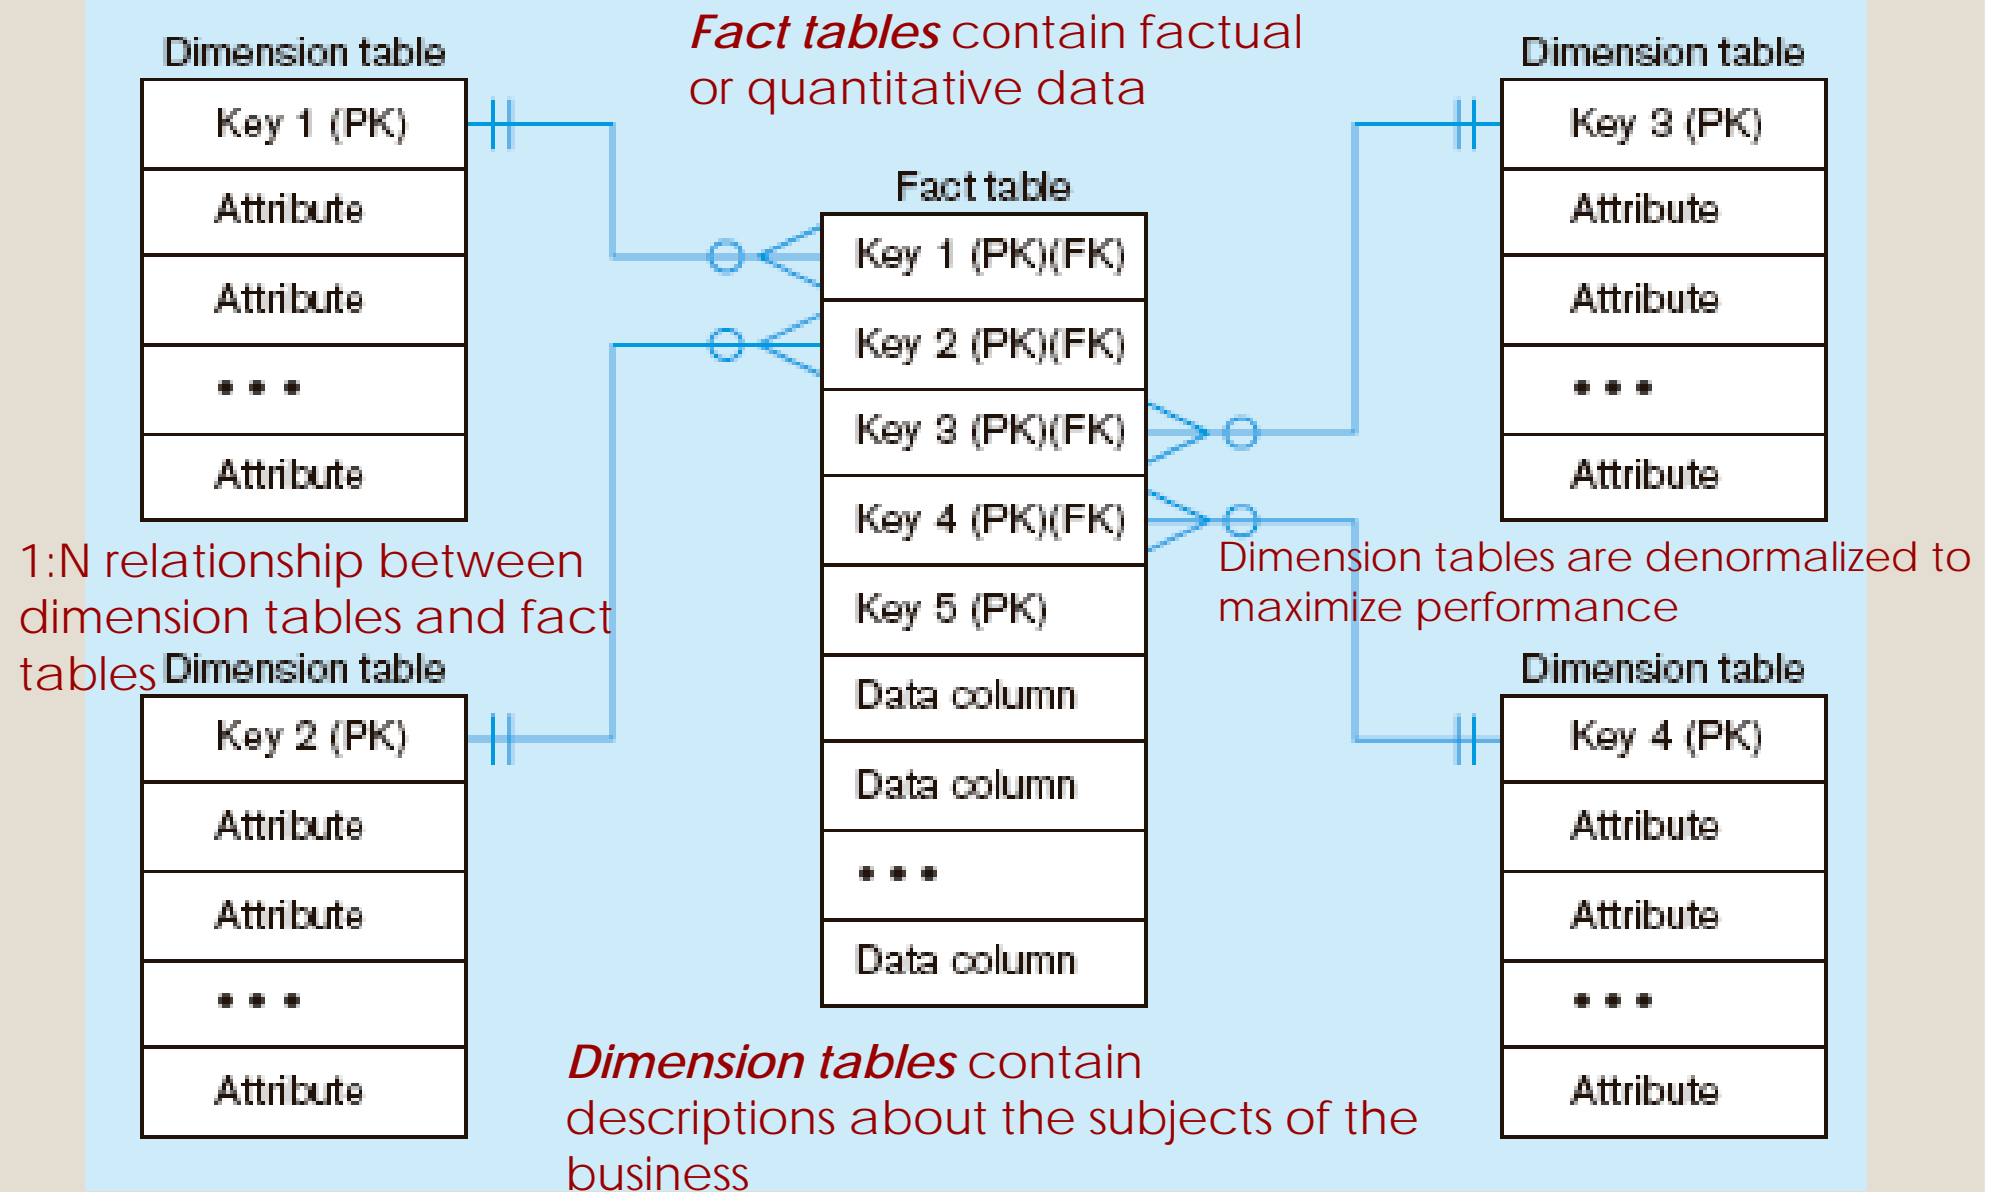 Fact tables contain factual
or quantitative data
Dimension table
Key 1 (PK)
Attribute
Attribute
• • •
Attribute
1:N relationship between
dimension tables and fact
tables
Dimension table
Key 2 (PK)
Attribute
Attribute
• • •
Attribute
Fact table
Key 1 (PK)(FK)
Key 2 (PK)(FK)
Key 3 (PK)(FK)
Key 4 (PK)(FK)
Key 5 (PK)
Data column
Data column
• • •
Data column
Dimension table
Key 3 (PK)
Attribute
Attribute
• • •
Attribute
Dimension tables are denormalized to
maximize performance
Dimension table
Key 4 (PK)
Attribute
Attribute
• • •
Attribute
Dimension tables contain
descriptions about the subjects of the
business